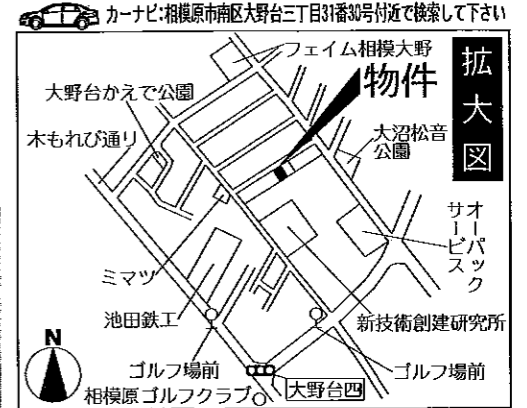 カーナビ:相模原市南区大野台三丁目31番30号付近で検索して下さい
拡大図
フェイム相模大野
物件
大野台かえで公園
木もれび通り
大沼松音
公園
オーパック
サービス
ミマツ
池田鉄工
新技術創建研究所
N
ゴルフ場前
ゴルフ場前
相模原ゴルフクラブ
大野台四